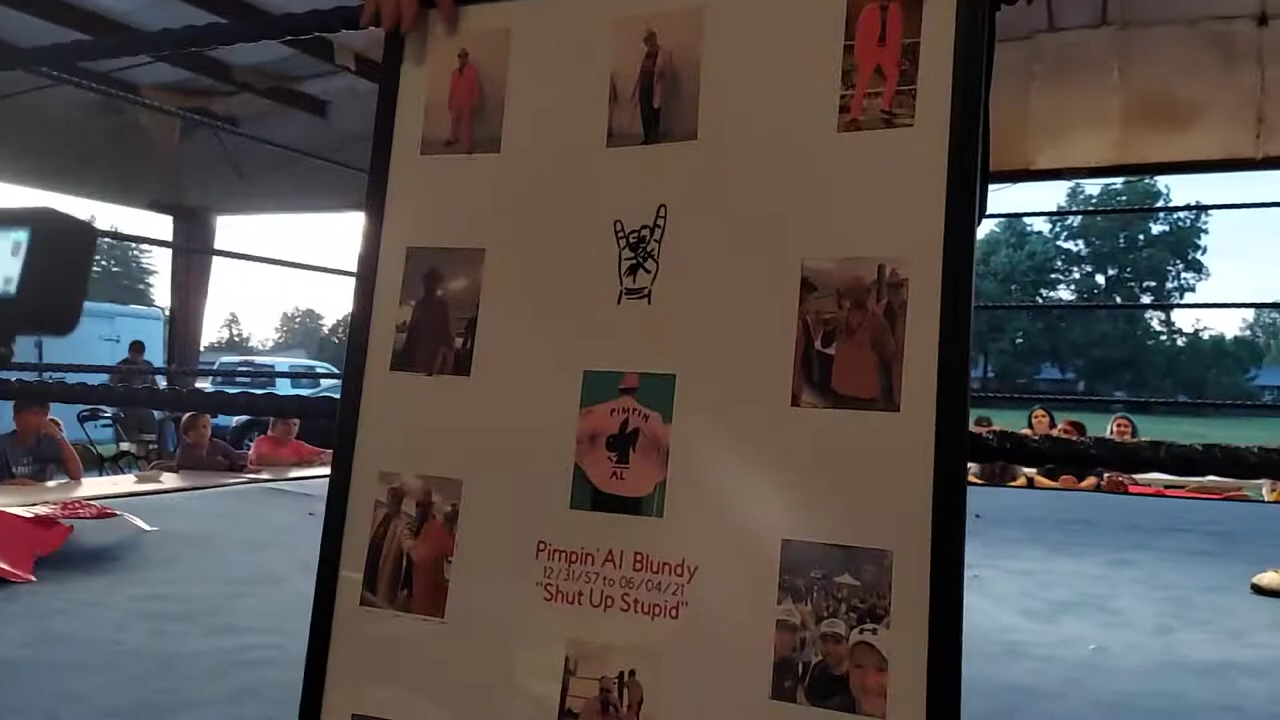 PIMPIN
AL
Pimpin' Al Blundy
12/31/57 to 06/04/21
"Shut Up Stupid"